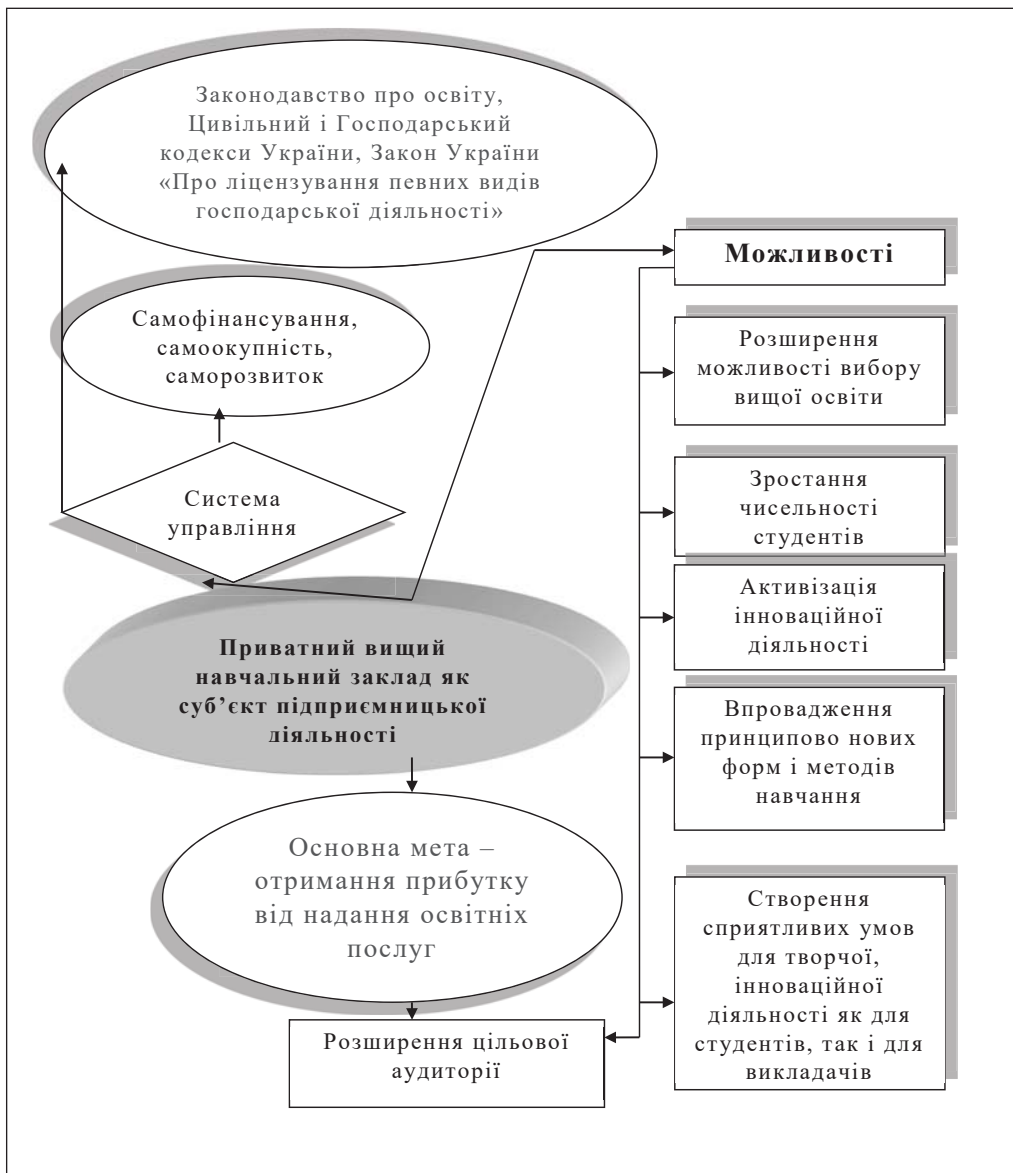 Законодавство про освіту,
Цивільний і Господарський
кодекси України, Закон України
«Про ліцензування певних видів
господарської діяльності»
Можливості
Самофінансування,
самоокупність,
саморозвиток
Розширення
можливості вибору
вищої освіти
Система
управління
Зростання
чисельності
студентів
Активізація
інноваційної
діяльності
Приватний вищий
навчальний заклад як
суб’єкт підприємницької
діяльності
Впровадження
принципово нових
форм і методів
навчання
Основна мета –
отримання прибутку
від надання освітніх
послуг
Створення
сприятливих умов
для творчої,
інноваційної
діяльності як для
студентів, так і для
викладачів
Розширення цільової
аудиторії